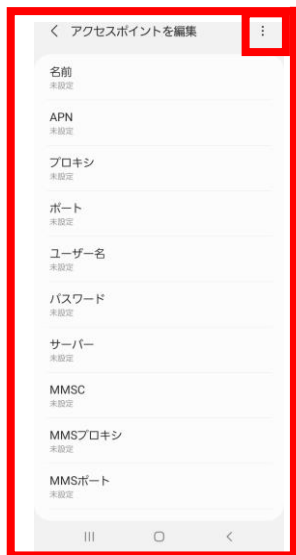 アクセスポイントを編集
名前
未設定
APN
未設定
プロキシ
未設定
ポート
未設定
ユーザー名
未設定
パスワード
未設定
サーバー
未設定
MMSC
未設定
MMSプロキシ
未設定
MMSポート
未設定